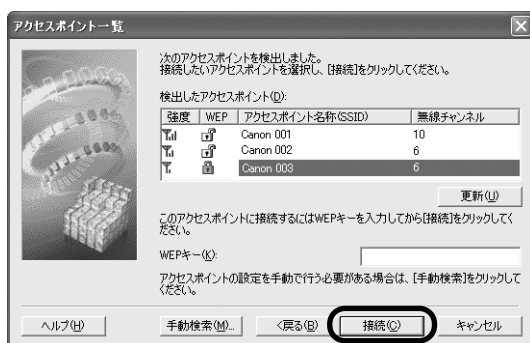 アクセスポイント一覧
次のアクセスポイントを検出しました。
接続したいアクセスポイントを選択し、[接続]をクリックしてください。
検出したアクセスポイント(D):
強度 WEP アクセスポイント名称(SSID) 無線チャンネル
Canon 001 10
Canon 002 6
Canon 003 6
更新(U)
このアクセスポイントに接続するにはWEPキーを入力してから[接続]をクリックしてく
ださい。
WEPキー(K):
アクセスポイントの設定を手動で行う必要がある場合は、[手動検索]をクリックして
ください。
ヘルプ(H) 手動検索(M)... <戻る(B) 接続(C) キャンセル